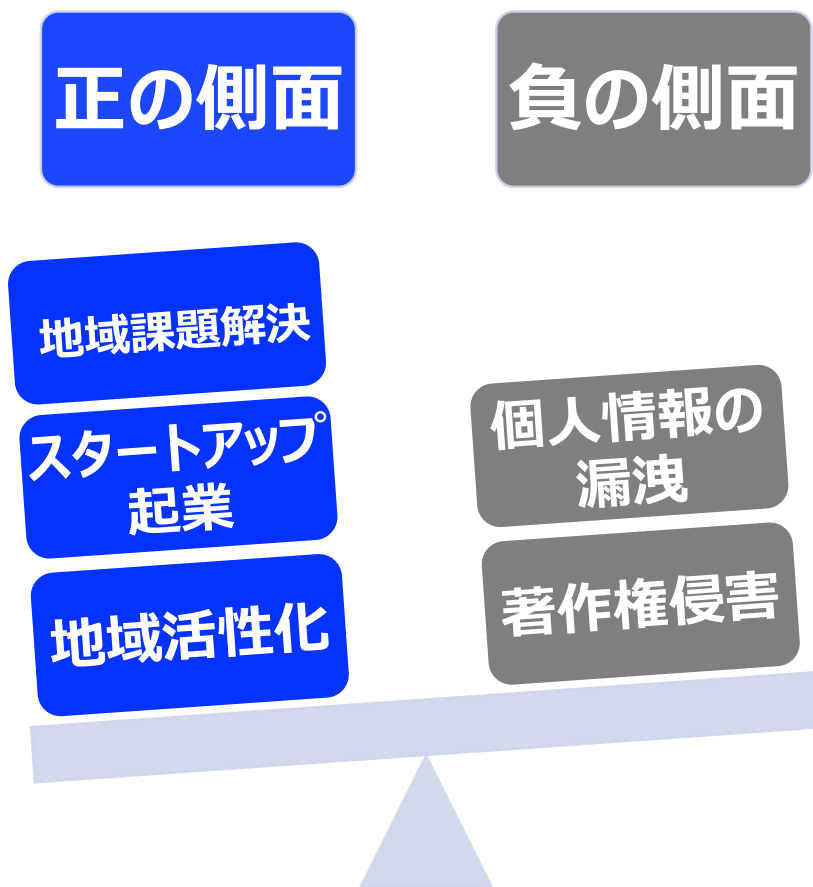 正の側面
負の側面
地域課題解決
スタートアップ
起業
地域活性化
個人情報の
漏洩
著作権侵害